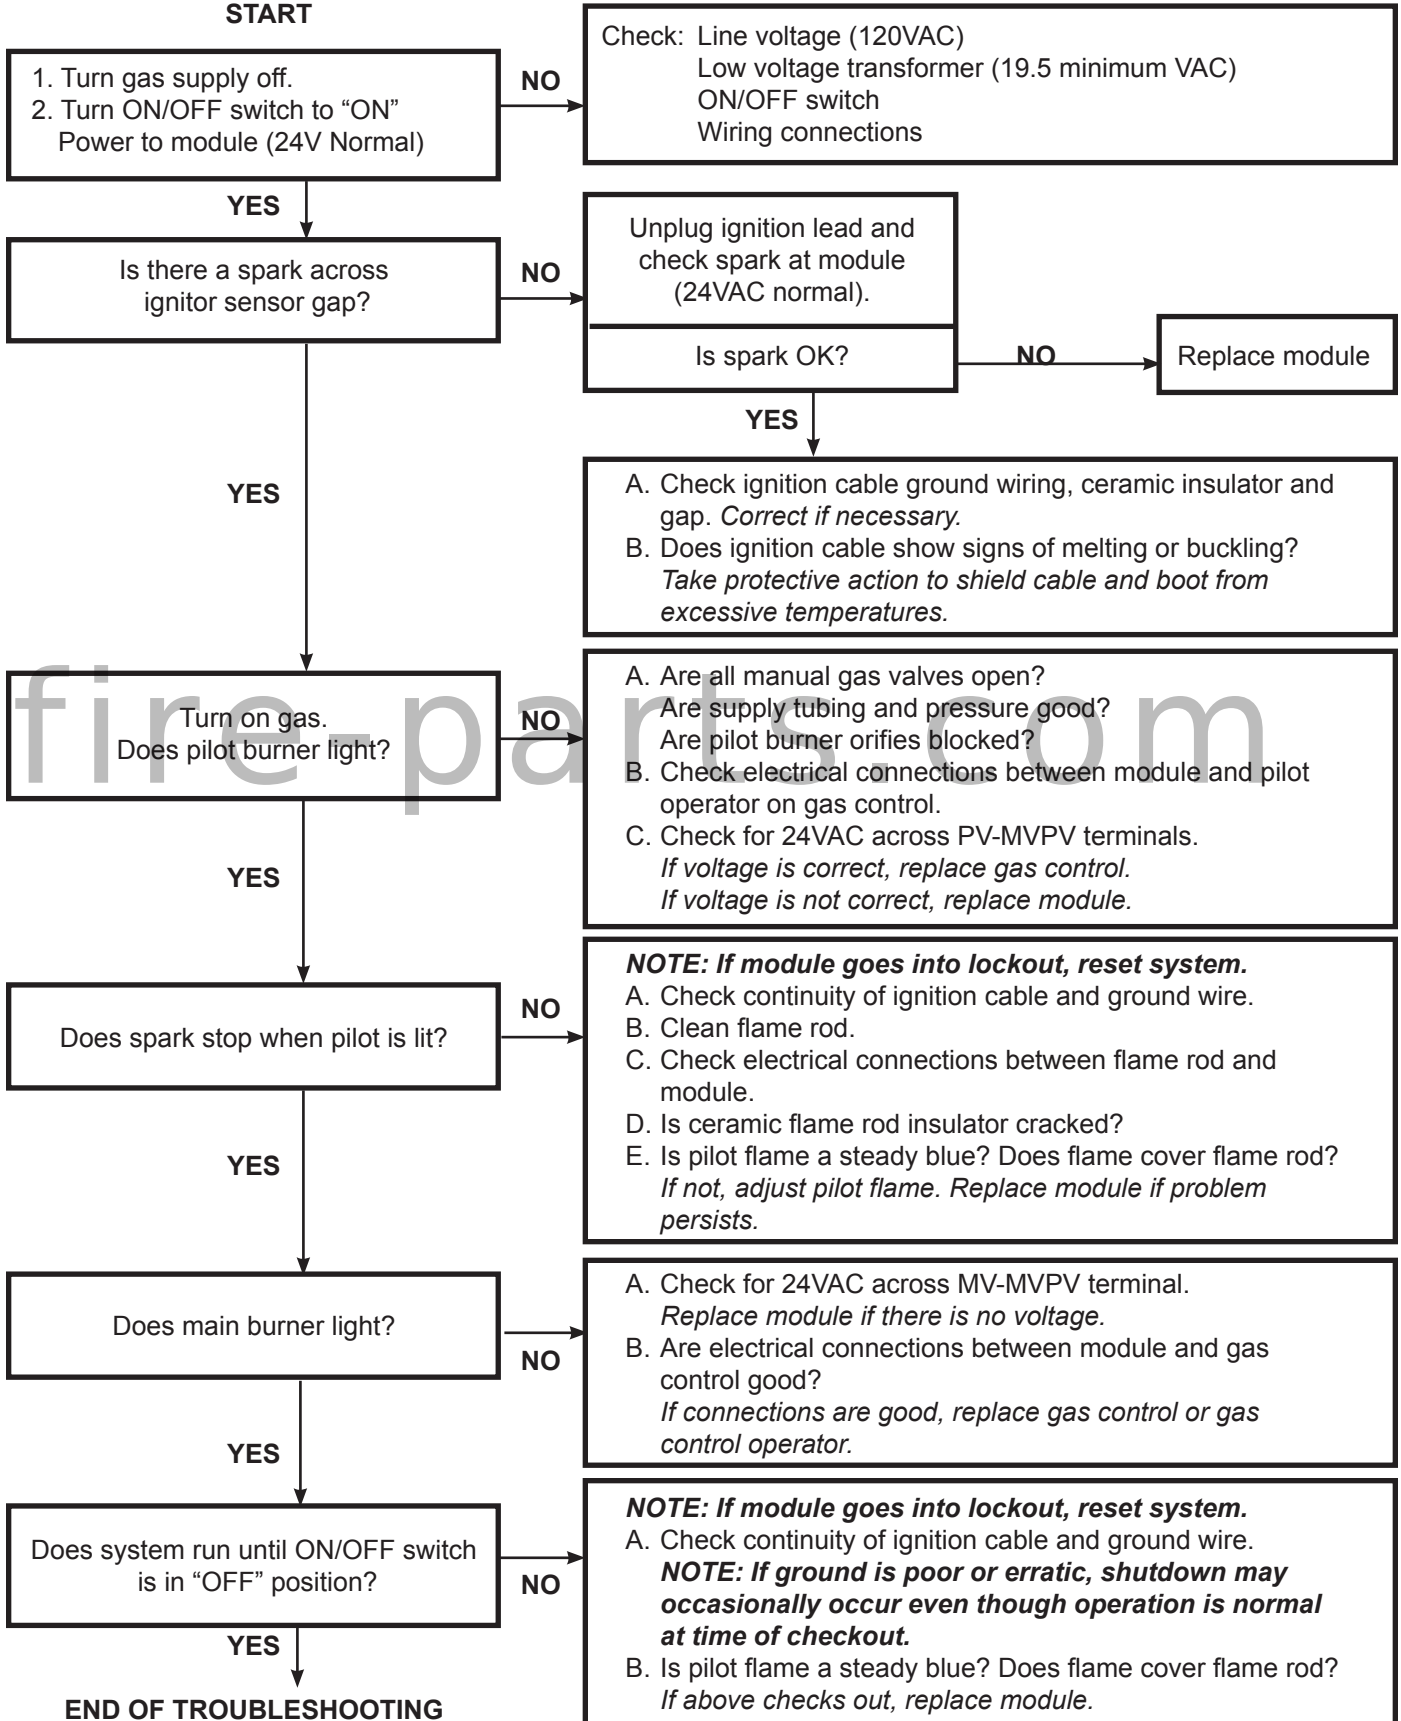 START
1. Turn gas supply off.
2. Turn ON/OFF switch to “ON”
Power to module (24V Normal)
NO
Check: Line voltage (120VAC)
Low voltage transformer (19.5 minimum VAC)
ON/OFF switch
Wiring connections
YES
Is there a spark across
ignitor sensor gap?
NO
Unplug ignition lead and
check spark at module
(24VAC normal).
Is spark OK?
NO
Replace module
YES
A. Check ignition cable ground wiring, ceramic insulator and
gap. Correct if necessary.
B. Does ignition cable show signs of melting or buckling?
Take protective action to shield cable and boot from
excessive temperatures.
YES
Turn on gas.
Does pilot burner light?
NO
A. Are all manual gas valves open?
Are supply tubing and pressure good?
Are pilot burner orifies blocked?
B. Check electrical connections between module and pilot
operator on gas control.
C. Check for 24VAC across PV-MVPV terminals.
If voltage is correct, replace gas control.
If voltage is not correct, replace module.
fire-parts.com
YES
Does spark stop when pilot is lit?
NO
NOTE: If module goes into lockout, reset system.
A. Check continuity of ignition cable and ground wire.
B. Clean flame rod.
C. Check electrical connections between flame rod and
module.
D. Is ceramic flame rod insulator cracked?
E. Is pilot flame a steady blue? Does flame cover flame rod?
If not, adjust pilot flame. Replace module if problem
persists.
YES
Does main burner light?
NO
A. Check for 24VAC across MV-MVPV terminal.
Replace module if there is no voltage.
B. Are electrical connections between module and gas
control good?
If connections are good, replace gas control or gas
control operator.
YES
Does system run until ON/OFF switch
is in “OFF” position?
NO
NOTE: If module goes into lockout, reset system.
A. Check continuity of ignition cable and ground wire.
NOTE: If ground is poor or erratic, shutdown may
occasionally occur even though operation is normal
at time of checkout.
B. Is pilot flame a steady blue? Does flame cover flame rod?
If above checks out, replace module.
YES
END OF TROUBLESHOOTING